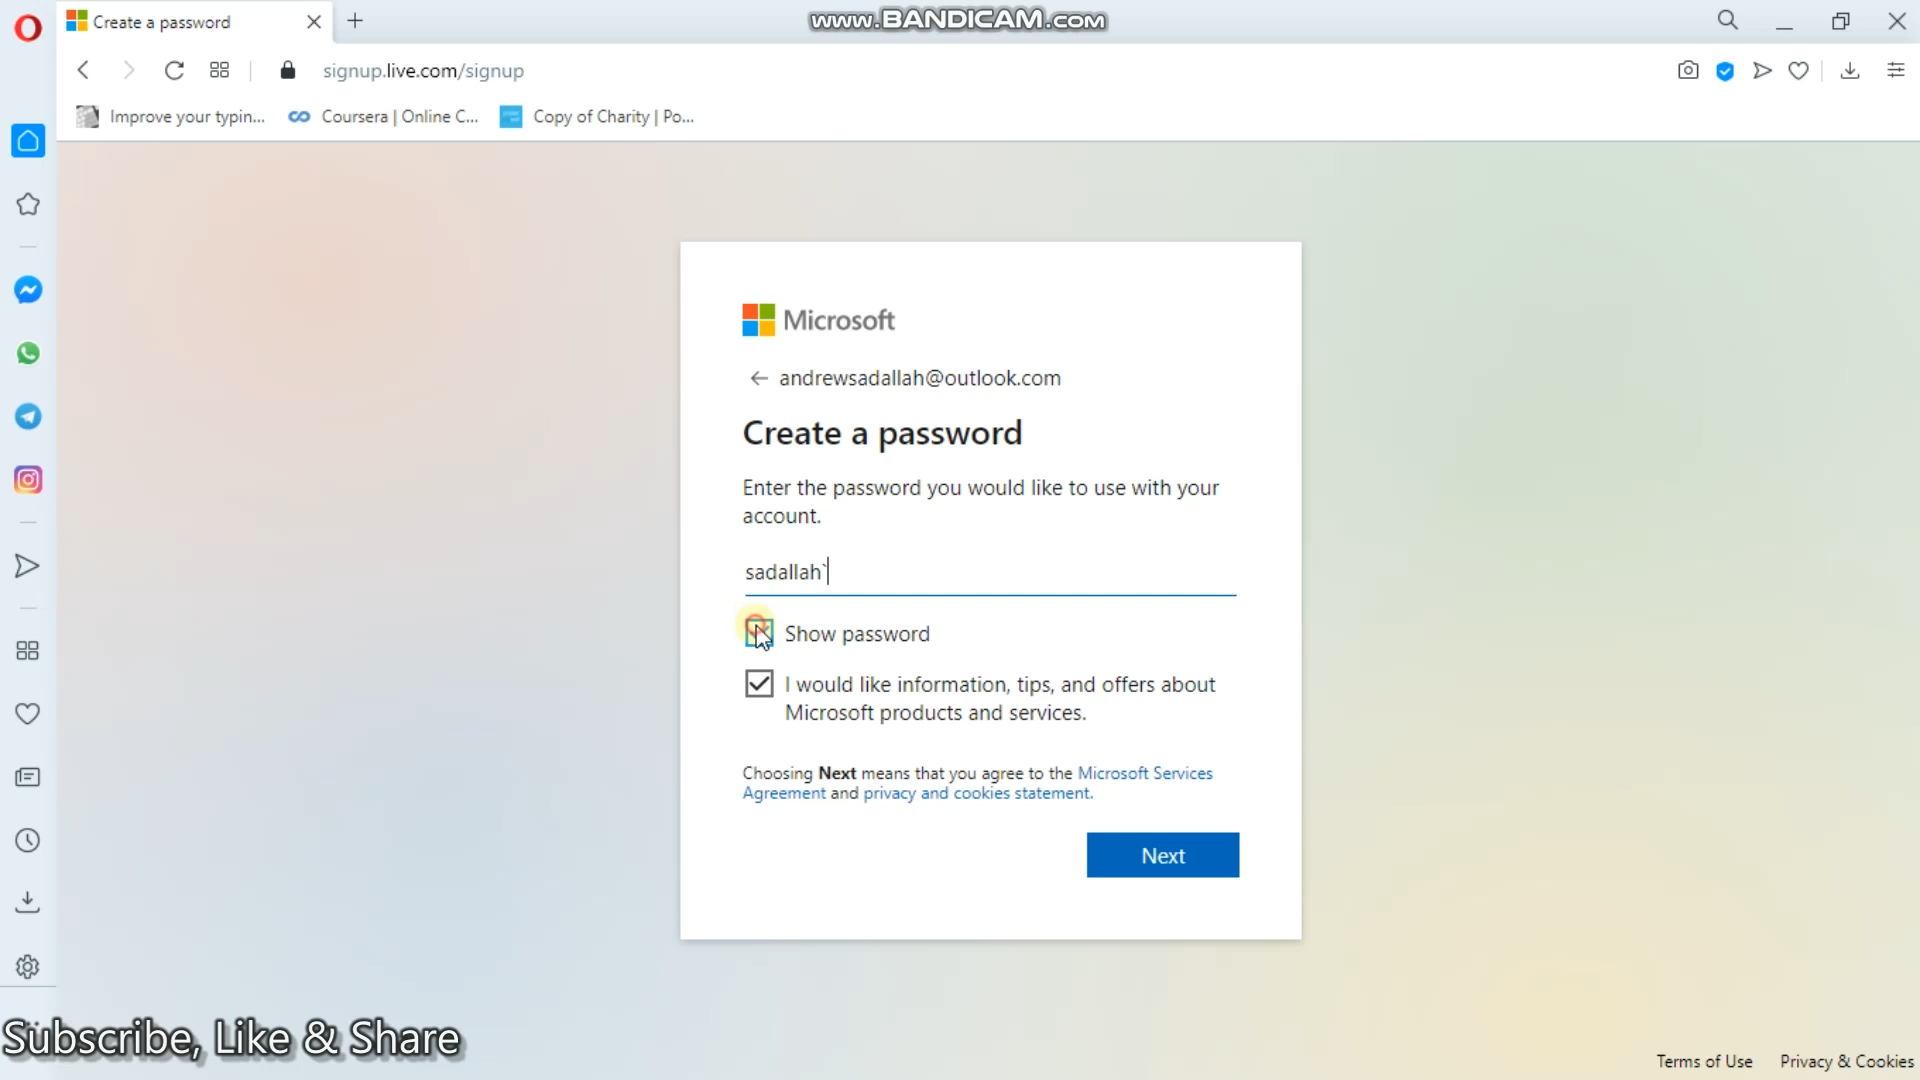 Create a password
www.BANDICAM.com
signup.live.com/signup
Improve your typin...
Coursera | Online C...
Copy of Charity | Po...
Microsoft
andrewsadallah@outlook.com
Create a password
Enter the password you would like to use with your
account.
sadallah`
Show password
I would like information, tips, and offers about
Microsoft products and services.
Choosing Next means that you agree to the Microsoft Services
Agreement and privacy and cookies statement.
Next
Subscribe, Like & Share
Terms of Use
Privacy & Cookies